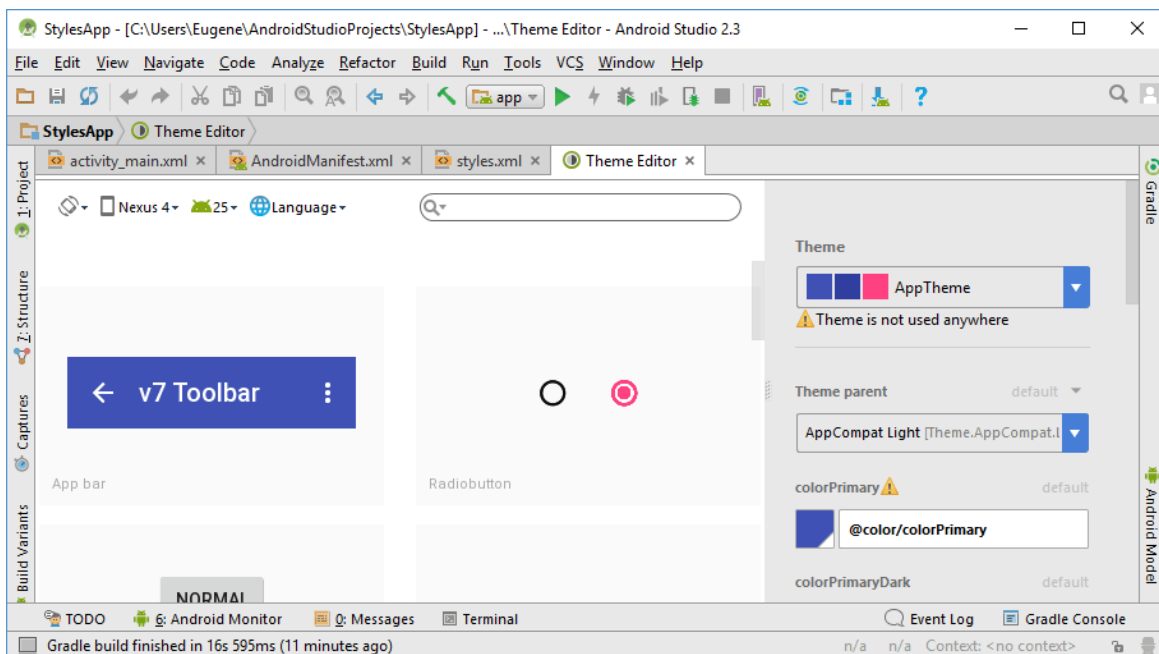 StylesApp - [C:\Users\Eugene\AndroidStudioProjects\StylesApp] - ...\Theme Editor - Android Studio 2.3
File Edit View Navigate Code Analyze Refactor Build Run Tools VCS Window Help
app
StylesApp Theme Editor
activity_main.xml AndroidManifest.xml styles.xml Theme Editor
1: Project
7: Structure
Captures
Build Variants
Nexus 4 25 Language
v7 Toolbar
App bar
Radiobutton
NORMAL
Theme
AppTheme
Theme is not used anywhere
Theme parent default
AppCompat Light [Theme.AppCompat.L
colorPrimary default
@color/colorPrimary
colorPrimaryDark default
Gradle
Android Model
TODO 6: Android Monitor 0: Messages Terminal Event Log Gradle Console
Gradle build finished in 16s 595ms (11 minutes ago) n/a n/a Context: <no context>